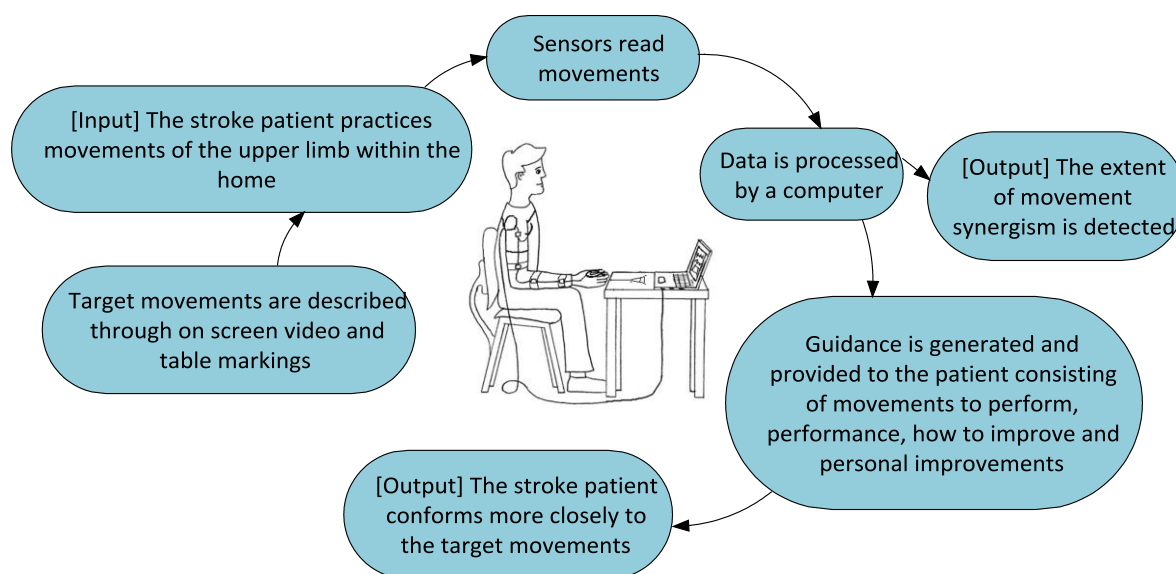 Sensors read
movements
[Input] The stroke patient practices
movements of the upper limb within the
home
Data is processed
by a computer
[Output] The extent
of movement
synergism is detected
Target movements are described
through on screen video and
table markings
Guidance is generated and
provided to the patient consisting
of movements to perform,
performance, how to improve and
personal improvements
[Output] The stroke patient
conforms more closely to
the target movements